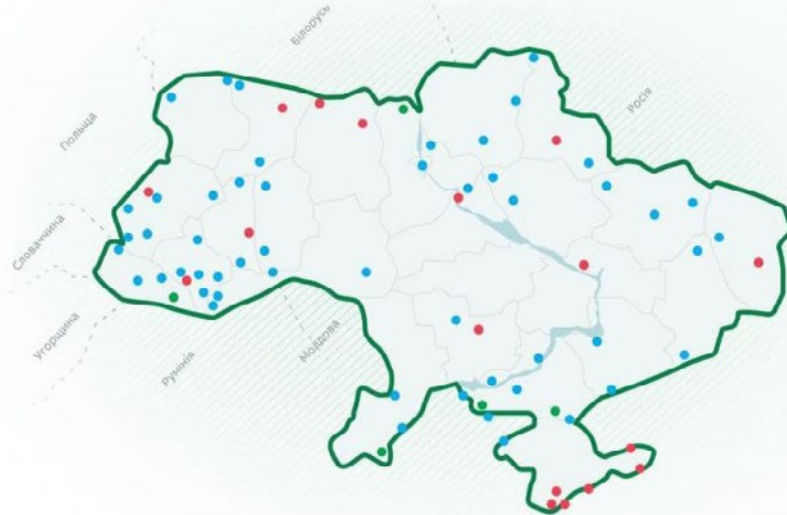 Білорусь
Росія
Польща
Словаччина
Угорщина
Румунія
Молдова